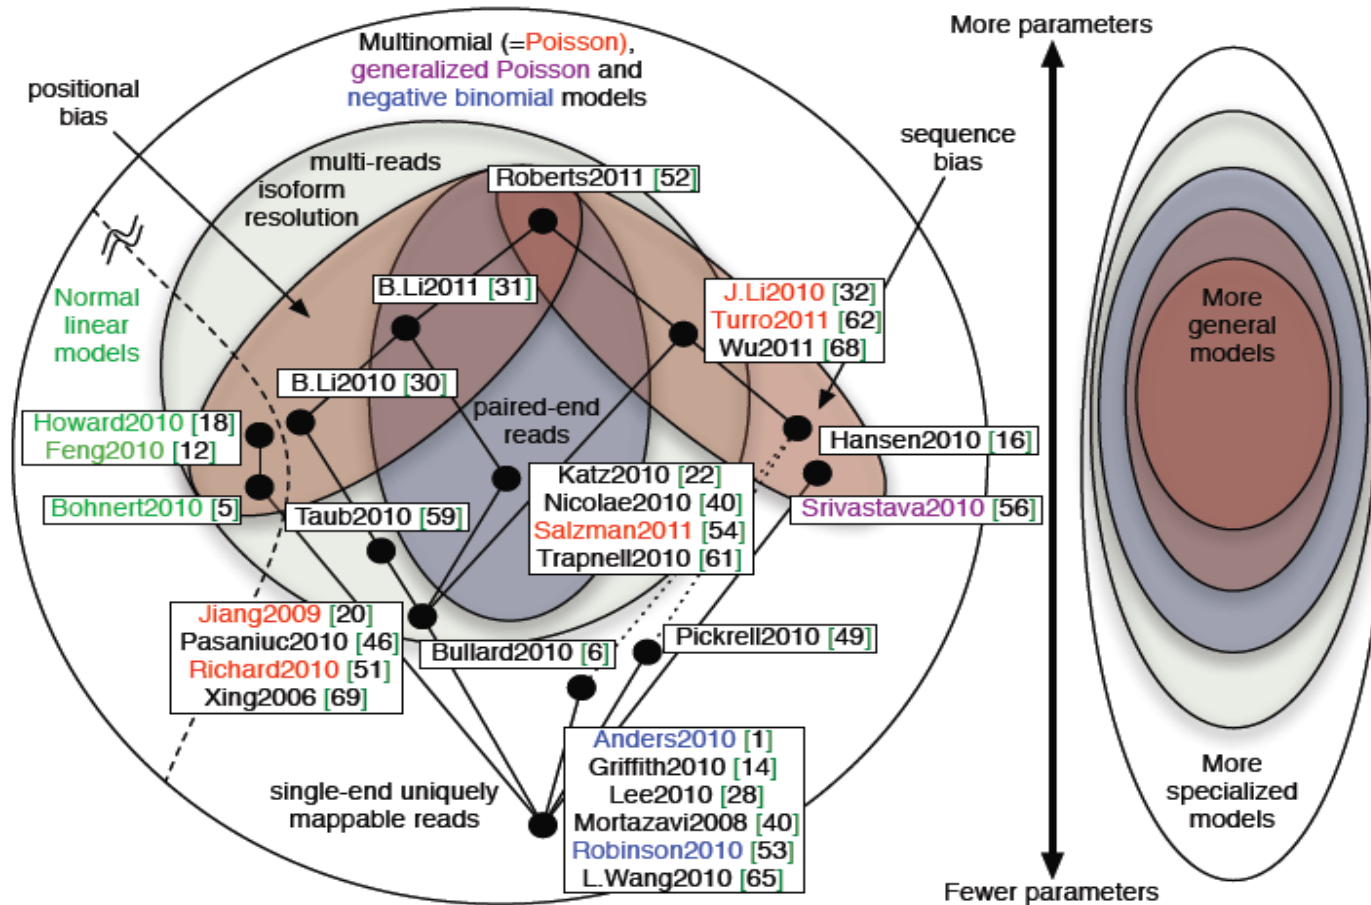 Multinomial (=Poisson),
generalized Poisson and
negative binomial models
More parameters
positional
bias
sequence
bias
multi-reads
isoform
resolution
Roberts2011 [52]
B.Li2011 [31]
J.Li2010 [32]
Turro2011 [62]
Wu2011 [68]
Normal
linear
models
More
general
models
B.Li2010 [30]
paired-end
reads
Howard2010 [18]
Feng2010 [12]
Hansen2010 [16]
Katz2010 [22]
Nicolae2010 [40]
Salzman2011 [54]
Trapnell2010 [61]
Bohnert2010 [5]
Taub2010 [59]
Srivastava2010 [56]
Jiang2009 [20]
Pasaniuc2010 [46]
Richard2010 [51]
Xing2006 [69]
Bullard2010 [6]
Pickrell2010 [49]
single-end uniquely
mappable reads
Anders2010 [1]
Griffith2010 [14]
Lee2010 [28]
Mortazavi2008 [40]
Robinson2010 [53]
L.Wang2010 [65]
More
specialized
models
Fewer parameters